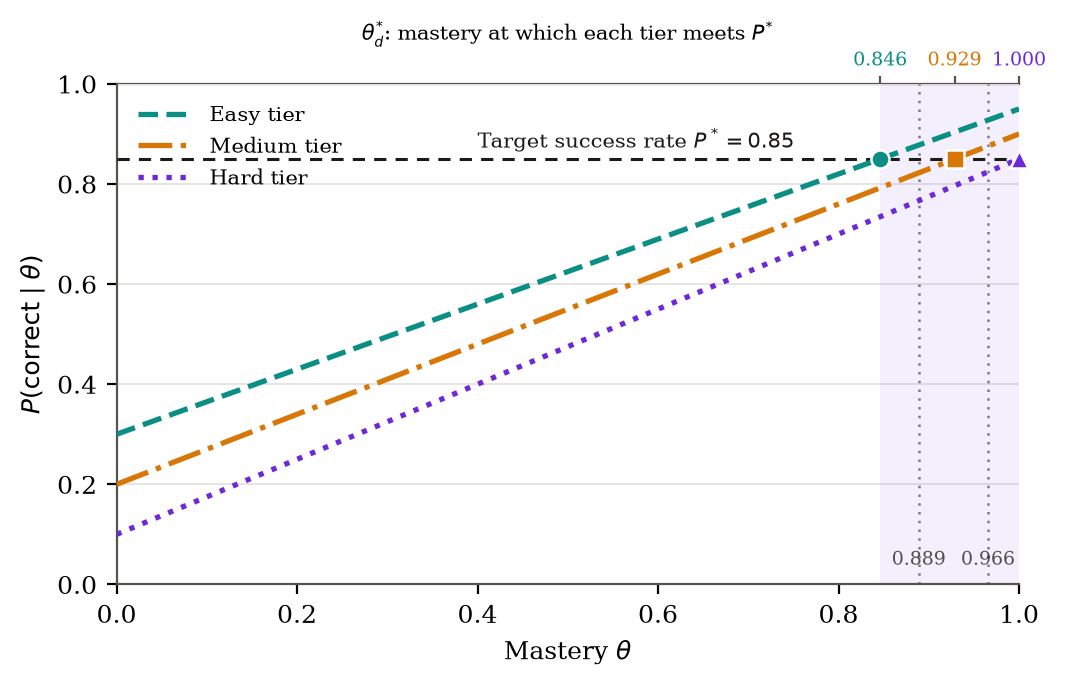 θ*d: mastery at which each tier meets P*
0.846 0.929 1.000
Easy tier
Medium tier
Hard tier
Target success rate P* = 0.85
P(correct | θ)
1.0
0.8
0.6
0.4
0.2
0.0
0.889 0.966
0.0 0.2 0.4 0.6 0.8 1.0
Mastery θ